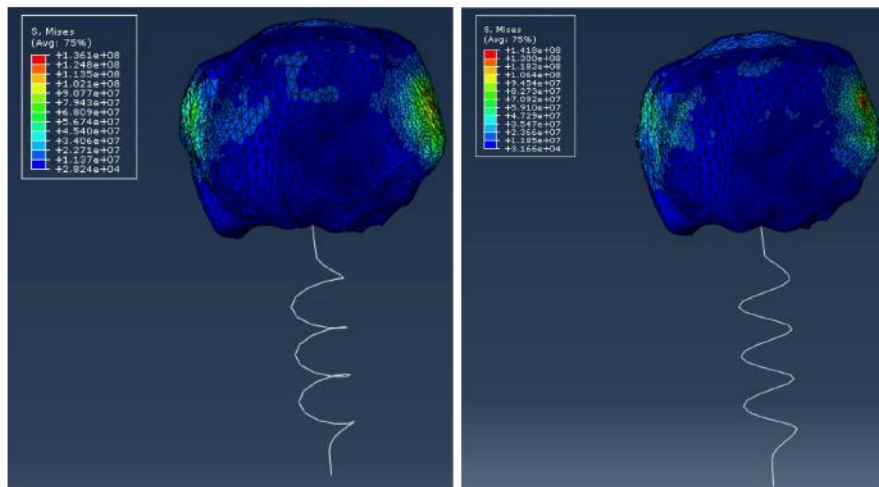 S, Mises
(Avg: 75%)
+1.361e+08
+1.248e+08
+1.135e+08
+1.021e+08
+9.077e+07
+7.943e+07
+6.809e+07
+5.674e+07
+4.540e+07
+3.406e+07
+2.271e+07
+1.137e+07
+2.824e+04
S, Mises
(Avg: 75%)
+1.418e+08
+1.300e+08
+1.182e+08
+1.064e+08
+9.454e+07
+8.273e+07
+7.092e+07
+5.910e+07
+4.729e+07
+3.547e+07
+2.366e+07
+1.185e+07
+3.166e+04